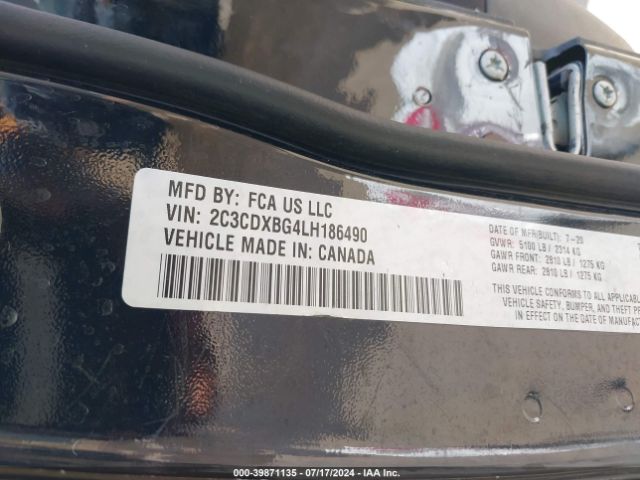 MFD BY: FCA US LLC
VIN: 2C3CDXBG4LH186490
VEHICLE MADE IN: CANADA
DATE OF MFR(BUILT): 7-20
GVWR: 5100 LB / 2314 KG
GAWR FRONT: 2810 LB / 1275 KG
GAWR REAR: 2810 LB / 1275 KG
THIS VEHICLE CONFORMS TO ALL APPLICABL
VEHICLE SAFETY, BUMPER, AND THEFT P
IN EFFECT ON THE DATE OF MANUFACT
000-39871135 / 07/17/2024 - IAA Inc.